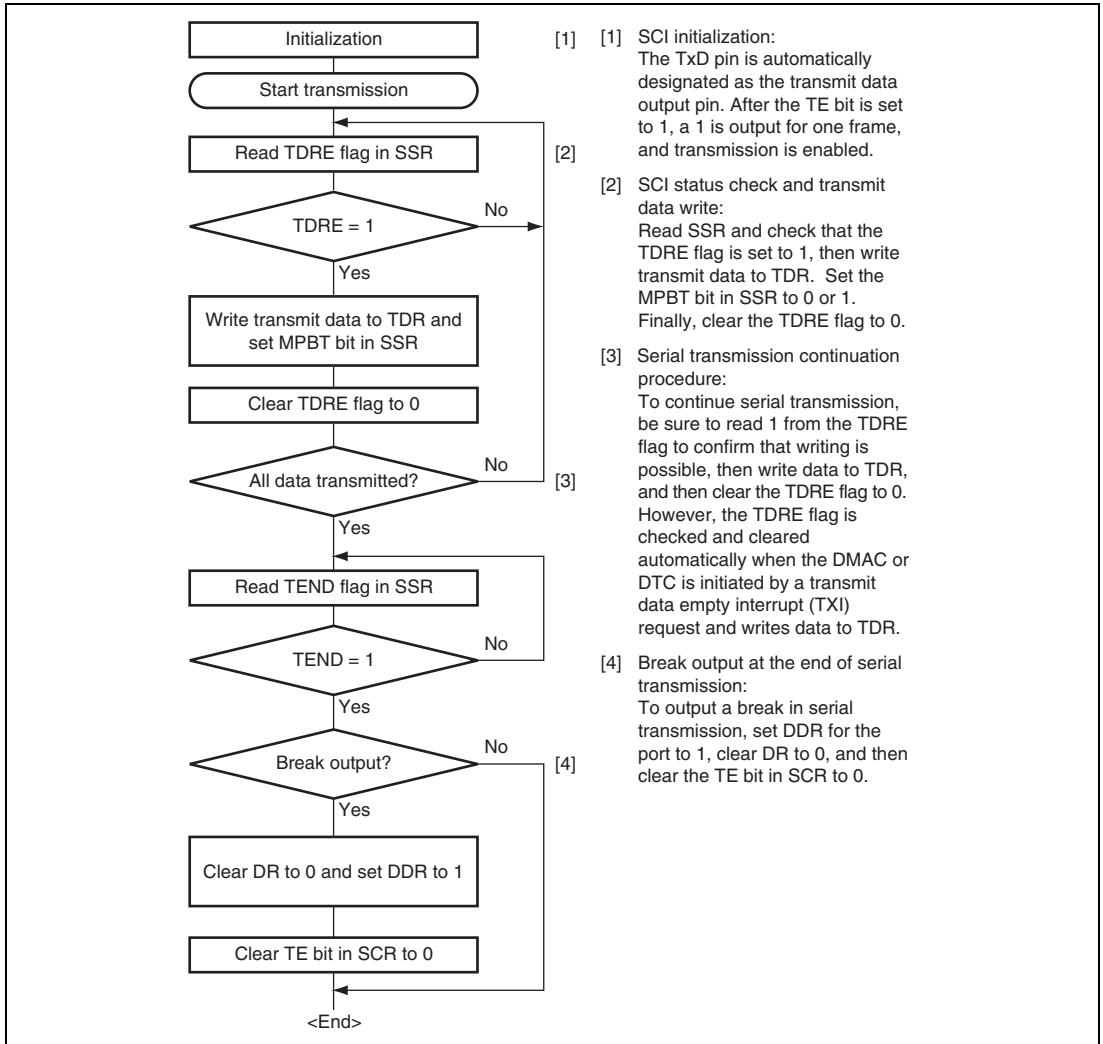 Initialization
[1]
Start transmission
Read TDRE flag in SSR
[2]
TDRE = 1
No
Yes
Write transmit data to TDR and
set MPBT bit in SSR
Clear TDRE flag to 0
All data transmitted?
No
[3]
Yes
Read TEND flag in SSR
TEND = 1
No
Yes
Break output?
No
[4]
Yes
Clear DR to 0 and set DDR to 1
Clear TE bit in SCR to 0
<End>
[1] SCI initialization:
The TxD pin is automatically
designated as the transmit data
output pin. After the TE bit is set
to 1, a 1 is output for one frame,
and transmission is enabled.
[2] SCI status check and transmit
data write:
Read SSR and check that the
TDRE flag is set to 1, then write
transmit data to TDR. Set the
MPBT bit in SSR to 0 or 1.
Finally, clear the TDRE flag to 0.
[3] Serial transmission continuation
procedure:
To continue serial transmission,
be sure to read 1 from the TDRE
flag to confirm that writing is
possible, then write data to TDR,
and then clear the TDRE flag to 0.
However, the TDRE flag is
checked and cleared
automatically when the DMAC or
DTC is initiated by a transmit
data empty interrupt (TXI)
request and writes data to TDR.
[4] Break output at the end of serial
transmission:
To output a break in serial
transmission, set DDR for the
port to 1, clear DR to 0, and then
clear the TE bit in SCR to 0.